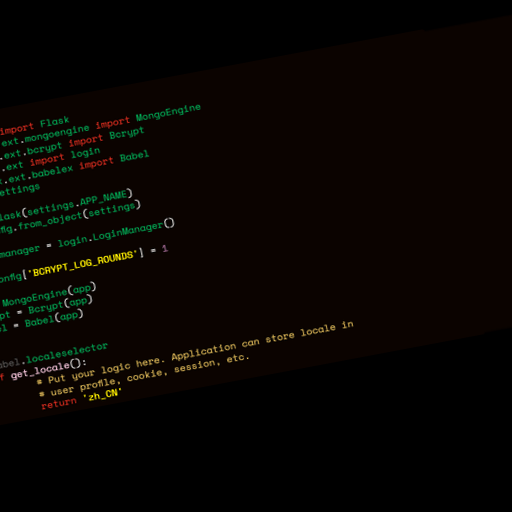 import Flask
ext.mongoengine import MongoEngine
.ext.bcrypt import Bcrypt
.ext import login
.ext.babelex import Babel
ettings
lask(settings.APP_NAME)
fig.from_object(settings)
manager = login.LoginManager()
onfig['BCRYPT_LOG_ROUNDS'] = 1
MongoEngine(app)
pt = Bcrypt(app)
el = Babel(app)
abel.localeselector
f get_locale():
# Put your logic here. Application can store locale in
# user profile, cookie, session, etc.
return 'zh_CN'